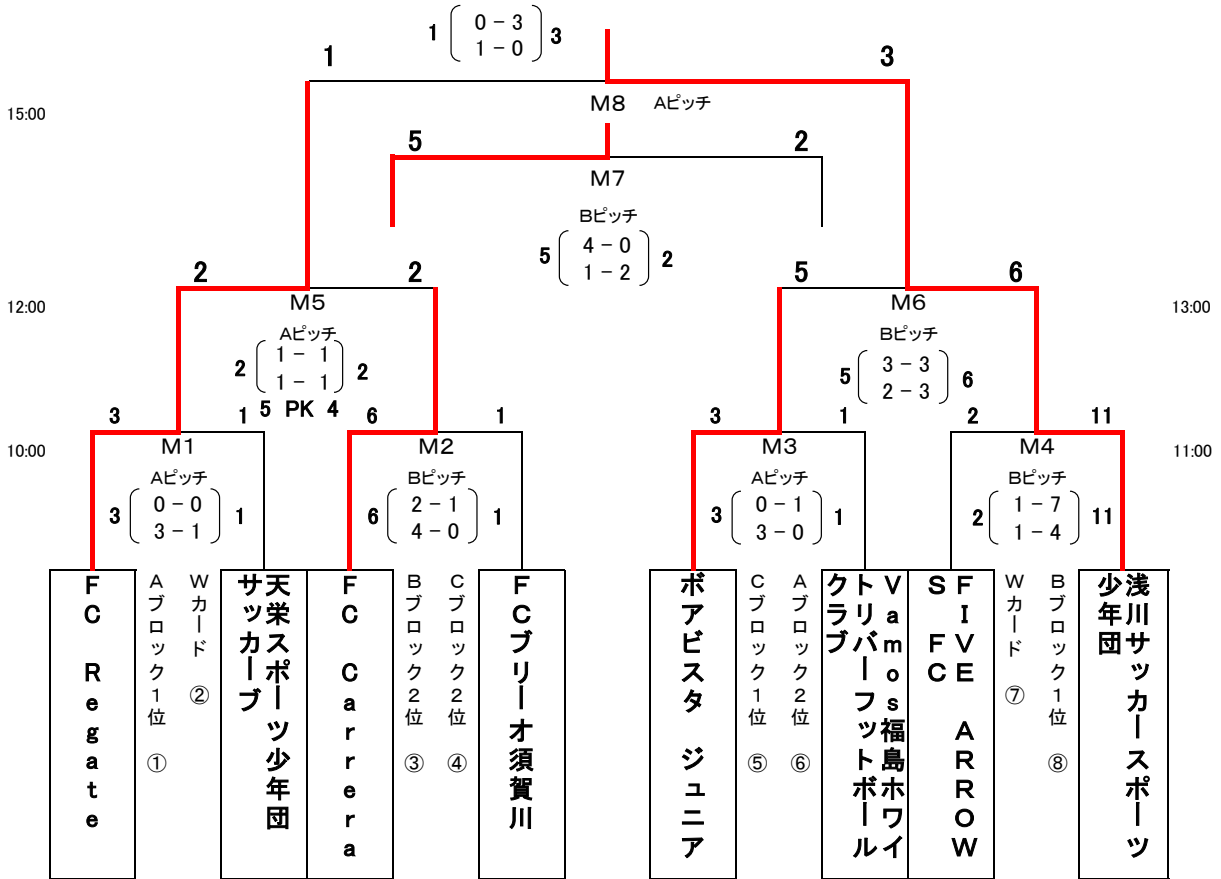 1 0－3 3
1－0
1 3
15:00
M8 Aピッチ
5 2
M7
Bピッチ
5 4－0 2
1－2
2 2 5 6
12:00 M5 M6 13:00
Aピッチ
2 1－1 2
1－1
5 PK 4
Bピッチ
5 3－3 6
2－3
3 1 6 1 3 1 2 11
10:00 M1 M2 M3 M4 11:00
Aピッチ
3 0－0 1
3－1
Bピッチ
6 2－1 1
4－0
Aピッチ
3 0－1 1
3－0
Bピッチ
2 1－7 11
1－4
FC Regate
Aブロック1位 ①
Wカード ②
天栄スポーツ少年団
サッカーブ
FC Carrera
Bブロック2位 ③
Cブロック2位 ④
FCブリーオ須賀川
ボアビスタ ジュニア
Cブロック1位 ⑤
Aブロック2位 ⑥
Vamos福島ホワイ
トリバーフットボール
クラブ
FIVE ARROW
S FC
Wカード ⑦
Bブロック1位 ⑧
浅川サッカースポーツ
少年団